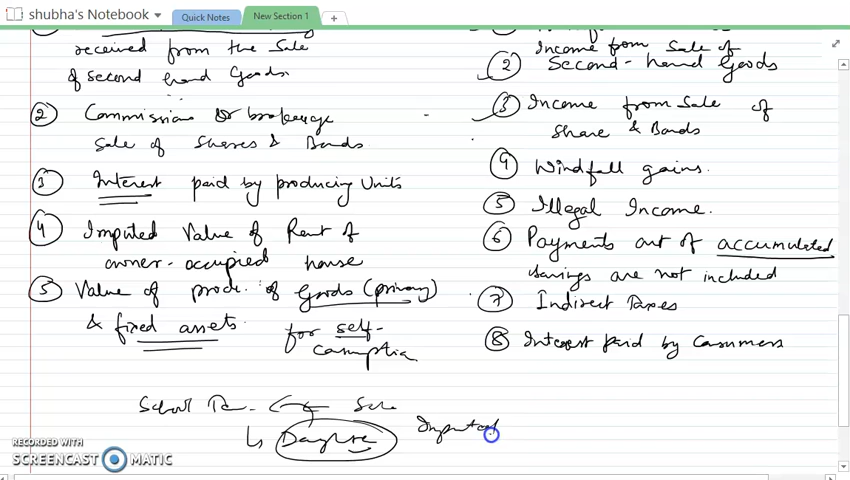 shubha's Notebook
Quick Notes
New Section 1
+
received from the Sale
of second hand Goods
② Commission or brokerage
sale of shares & Bonds
③ Interest paid by producing Units
④ Imputed Value of Rent of
owner-occupied house
⑤ Value of prodn. of Goods (primary)
& fixed assets. for self-
consumption
Income from Sale of
② Second-hand Goods
③ Income from Sale of
Share & Bonds
④ Windfall gains.
⑤ Illegal Income.
⑥ Payments out of accumulated
savings are not included
⑦ Indirect Taxes
⑧ Interest paid by Consumers
School
Imputed
RECORDED WITH
SCREENCAST MATIC